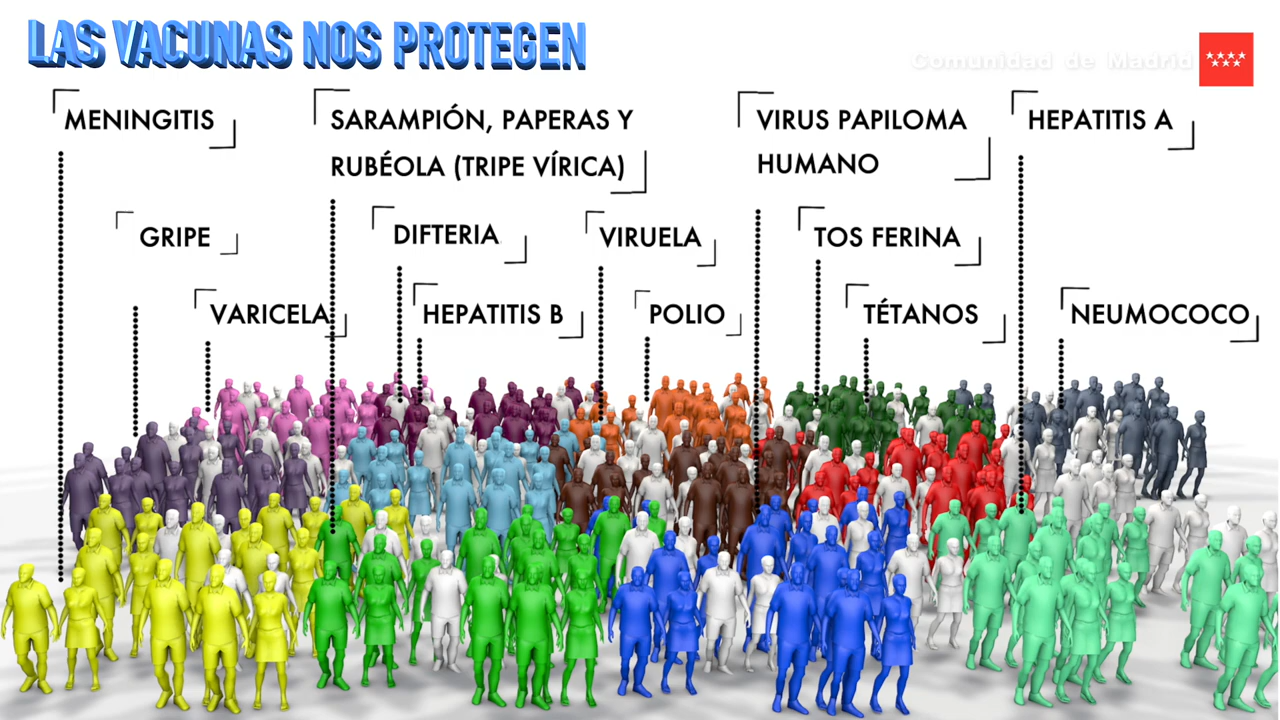 LAS VACUNAS NOS PROTEGEN
Comunidad de Madrid
MENINGITIS
SARAMPIÓN, PAPERAS Y
RUBÉOLA (TRIPE VÍRICA)
VIRUS PAPILOMA
HUMANO
HEPATITIS A
GRIPE
DIFTERIA
VIRUELA
TOS FERINA
VARICELA
HEPATITIS B
POLIO
TÉTANOS
NEUMOCOCO